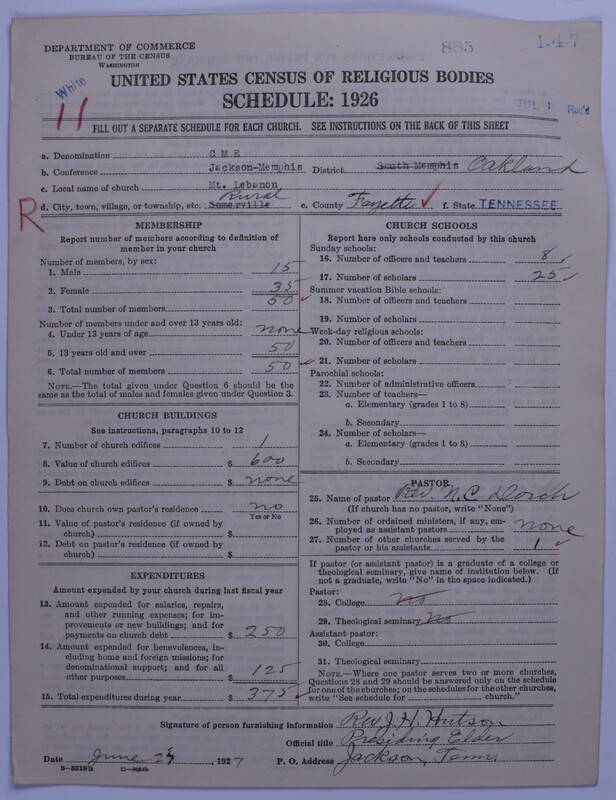 DEPARTMENT OF COMMERCE
BUREAU OF THE CENSUS
WASHINGTON
885
1-4-7
White
11
UNITED STATES CENSUS OF RELIGIOUS BODIES
SCHEDULE: 1926
JUL 1 Rec'd
FILL OUT A SEPARATE SCHEDULE FOR EACH CHURCH. SEE INSTRUCTIONS ON THE BACK OF THIS SHEET
a. Denomination C M E
b. Conference Jackson-Memphis District South Memphis Oakland
c. Local name of church Mt. Lebanon
Rural
R
d. City, town, village, or township, etc. Somerville e. County Fayette f. State TENNESSEE
MEMBERSHIP
Report number of members according to definition of
member in your church
Number of members, by sex:
1. Male 15
2. Female 35
3. Total number of members 50
Number of members under and over 13 years old:
4. Under 13 years of age none
5. 13 years old and over 50
6. Total number of members 50
NOTE.—The total given under Question 6 should be the
same as the total of males and females given under Question 3.
CHURCH BUILDINGS
See instructions, paragraphs 10 to 12
7. Number of church edifices 1
8. Value of church edifices $ 600
9. Debt on church edifices $ none
10. Does church own pastor's residence no
Yes or No
11. Value of pastor's residence (if owned by
church) $
12. Debt on pastor's residence (if owned by
church) $
EXPENDITURES
Amount expended by your church during last fiscal year
13. Amount expended for salaries, repairs,
and other running expenses; for im-
provements or new buildings; and for
payments on church debt $ 250
14. Amount expended for benevolences, in-
cluding home and foreign missions; for
denominational support; and for all
other purposes $ 125
15. Total expenditures during year $ 375
CHURCH SCHOOLS
Report here only schools conducted by this church
Sunday schools:
16. Number of officers and teachers 8
17. Number of scholars 25
Summer vacation Bible schools:
18. Number of officers and teachers
19. Number of scholars
Week-day religious schools:
20. Number of officers and teachers
21. Number of scholars
Parochial schools:
22. Number of administrative officers
23. Number of teachers—
a. Elementary (grades 1 to 8)
b. Secondary
24. Number of scholars—
a. Elementary (grades 1 to 8)
b. Secondary
PASTOR
25. Name of pastor Rev. N.C. Dorch
(If church has no pastor, write "None")
26. Number of ordained ministers, if any, em-
ployed as assistant pastors none
27. Number of other churches served by the
pastor or his assistants 1
If pastor (or assistant pastor) is a graduate of a college or
theological seminary, give name of institution below. (If
not a graduate, write "No" in the space indicated.)
Pastor:
28. College no
29. Theological seminary no
Assistant pastor:
30. College
31. Theological seminary
NOTE.—Where one pastor serves two or more churches,
Questions 28 and 29 should be answered only on the schedule
for one of the churches; on the schedules for the other churches,
write "See schedule for church."
Signature of person furnishing information Rev J. H. Hutson
Official title Presiding Elder
Date June 28, 1927 P. O. Address Jackson, Tenn.